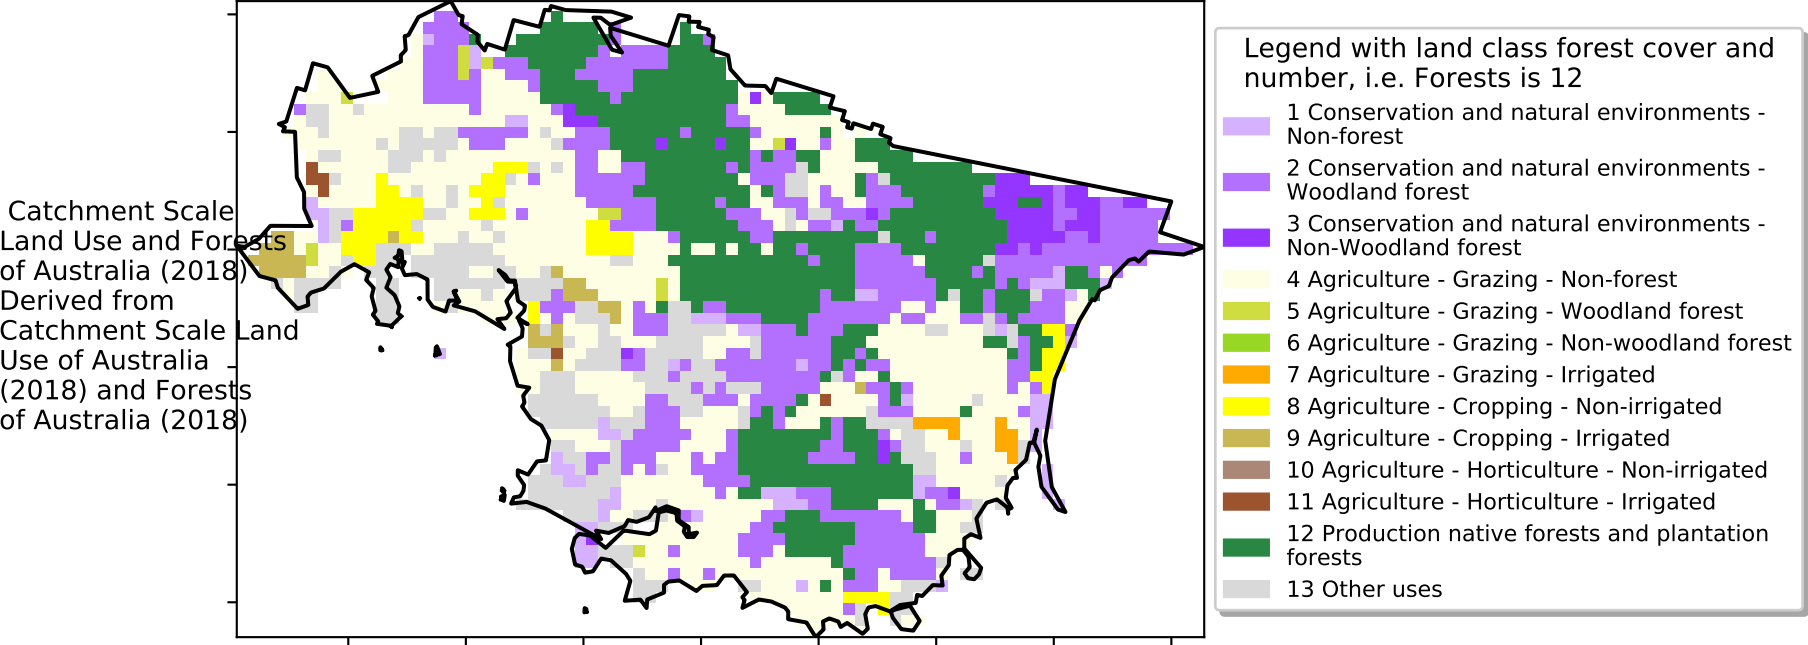 Catchment Scale
Land Use and Forests
of Australia (2018)
Derived from
Catchment Scale Land
Use of Australia
(2018) and Forests
of Australia (2018)
Legend with land class forest cover and
number, i.e. Forests is 12
1 Conservation and natural environments -
Non-forest
2 Conservation and natural environments -
Woodland forest
3 Conservation and natural environments -
Non-Woodland forest
4 Agriculture - Grazing - Non-forest
5 Agriculture - Grazing - Woodland forest
6 Agriculture - Grazing - Non-woodland forest
7 Agriculture - Grazing - Irrigated
8 Agriculture - Cropping - Non-irrigated
9 Agriculture - Cropping - Irrigated
10 Agriculture - Horticulture - Non-irrigated
11 Agriculture - Horticulture - Irrigated
12 Production native forests and plantation
forests
13 Other uses